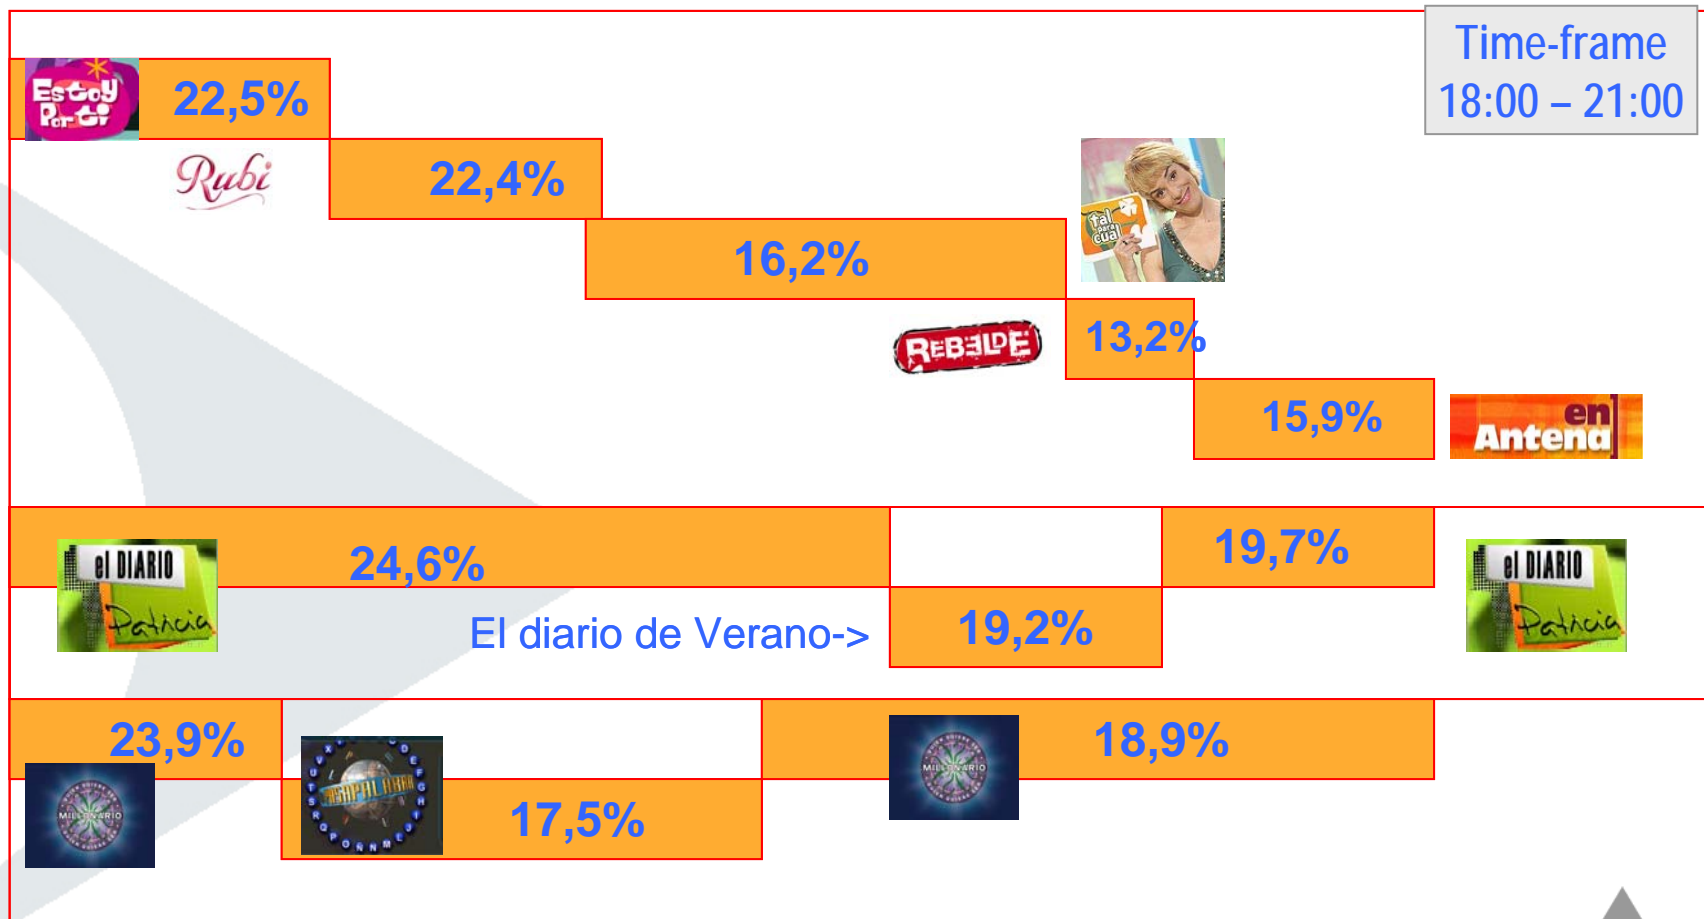 Time-frame
18:00 – 21:00
Estoy
Por ti
22,5%
Rubi
22,4%
16,2%
tal
para
cual
REBELDE
13,2%
15,9%
en
Antena
el DIARIO
Patricia
24,6%
19,7%
el DIARIO
Patricia
El diario de Verano->
19,2%
23,9%
MILLONARIO
PASAPALABRA
17,5%
MILLONARIO
18,9%